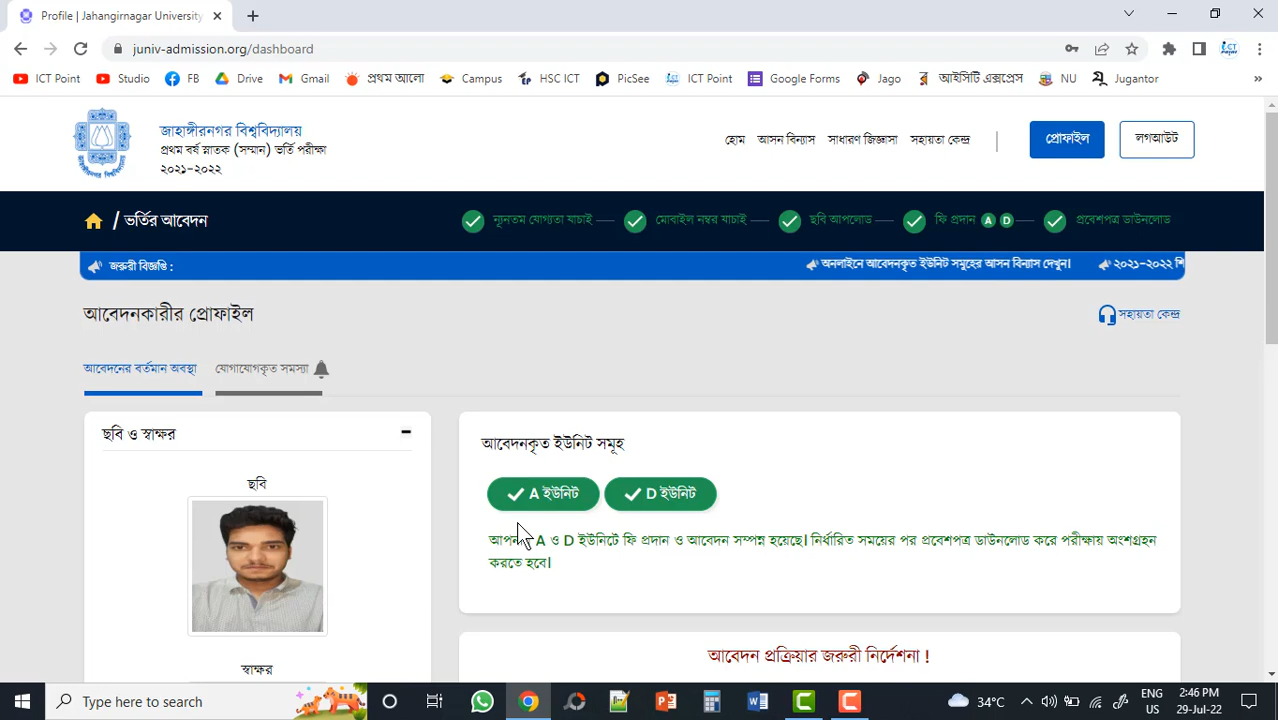 Profile | Jahangirnagar University
juniv-admission.org/dashboard
ICT Point Studio FB Drive Gmail প্রথম আলো Campus HSC ICT PicSee ICT Point Google Forms Jago আইসিটি এক্সপ্রেস NU Jugantor
জাহাঙ্গীরনগর বিশ্ববিদ্যালয়
প্রথম বর্ষ স্নাতক (সম্মান) ভর্তি পরীক্ষা
২০২১-২০২২
হোম আসন বিন্যাস সাধারণ জিজ্ঞাসা সহায়তা কেন্দ্র প্রোফাইল লগআউট
/ ভর্তির আবেদন ন্যূনতম যোগ্যতা যাচাই মোবাইল নম্বর যাচাই ছবি আপলোড ফি প্রদান A D প্রবেশপত্র ডাউনলোড
জরুরী বিজ্ঞপ্তি : অনলাইনে আবেদনকৃত ইউনিট সমুহের আসন বিন্যাস দেখুন। ২০২১-২০২২ শি
আবেদনকারীর প্রোফাইল
সহায়তা কেন্দ্র
আবেদনের বর্তমান অবস্থা যোগাযোগকৃত সমস্যা
ছবি ও স্বাক্ষর
ছবি
স্বাক্ষর
আবেদনকৃত ইউনিট সমূহ
A ইউনিট D ইউনিট
A ও D ইউনিটে ফি প্রদান ও আবেদন সম্পন্ন হয়েছে। নির্ধারিত সময়ের পর প্রবেশপত্র ডাউনলোড করে পরীক্ষায় অংশগ্রহন
করতে হবে।
আবেদন প্রক্রিয়ার জরুরী নির্দেশনা !
Type here to search
34°C
ENG
US
2:46 PM
29-Jul-22